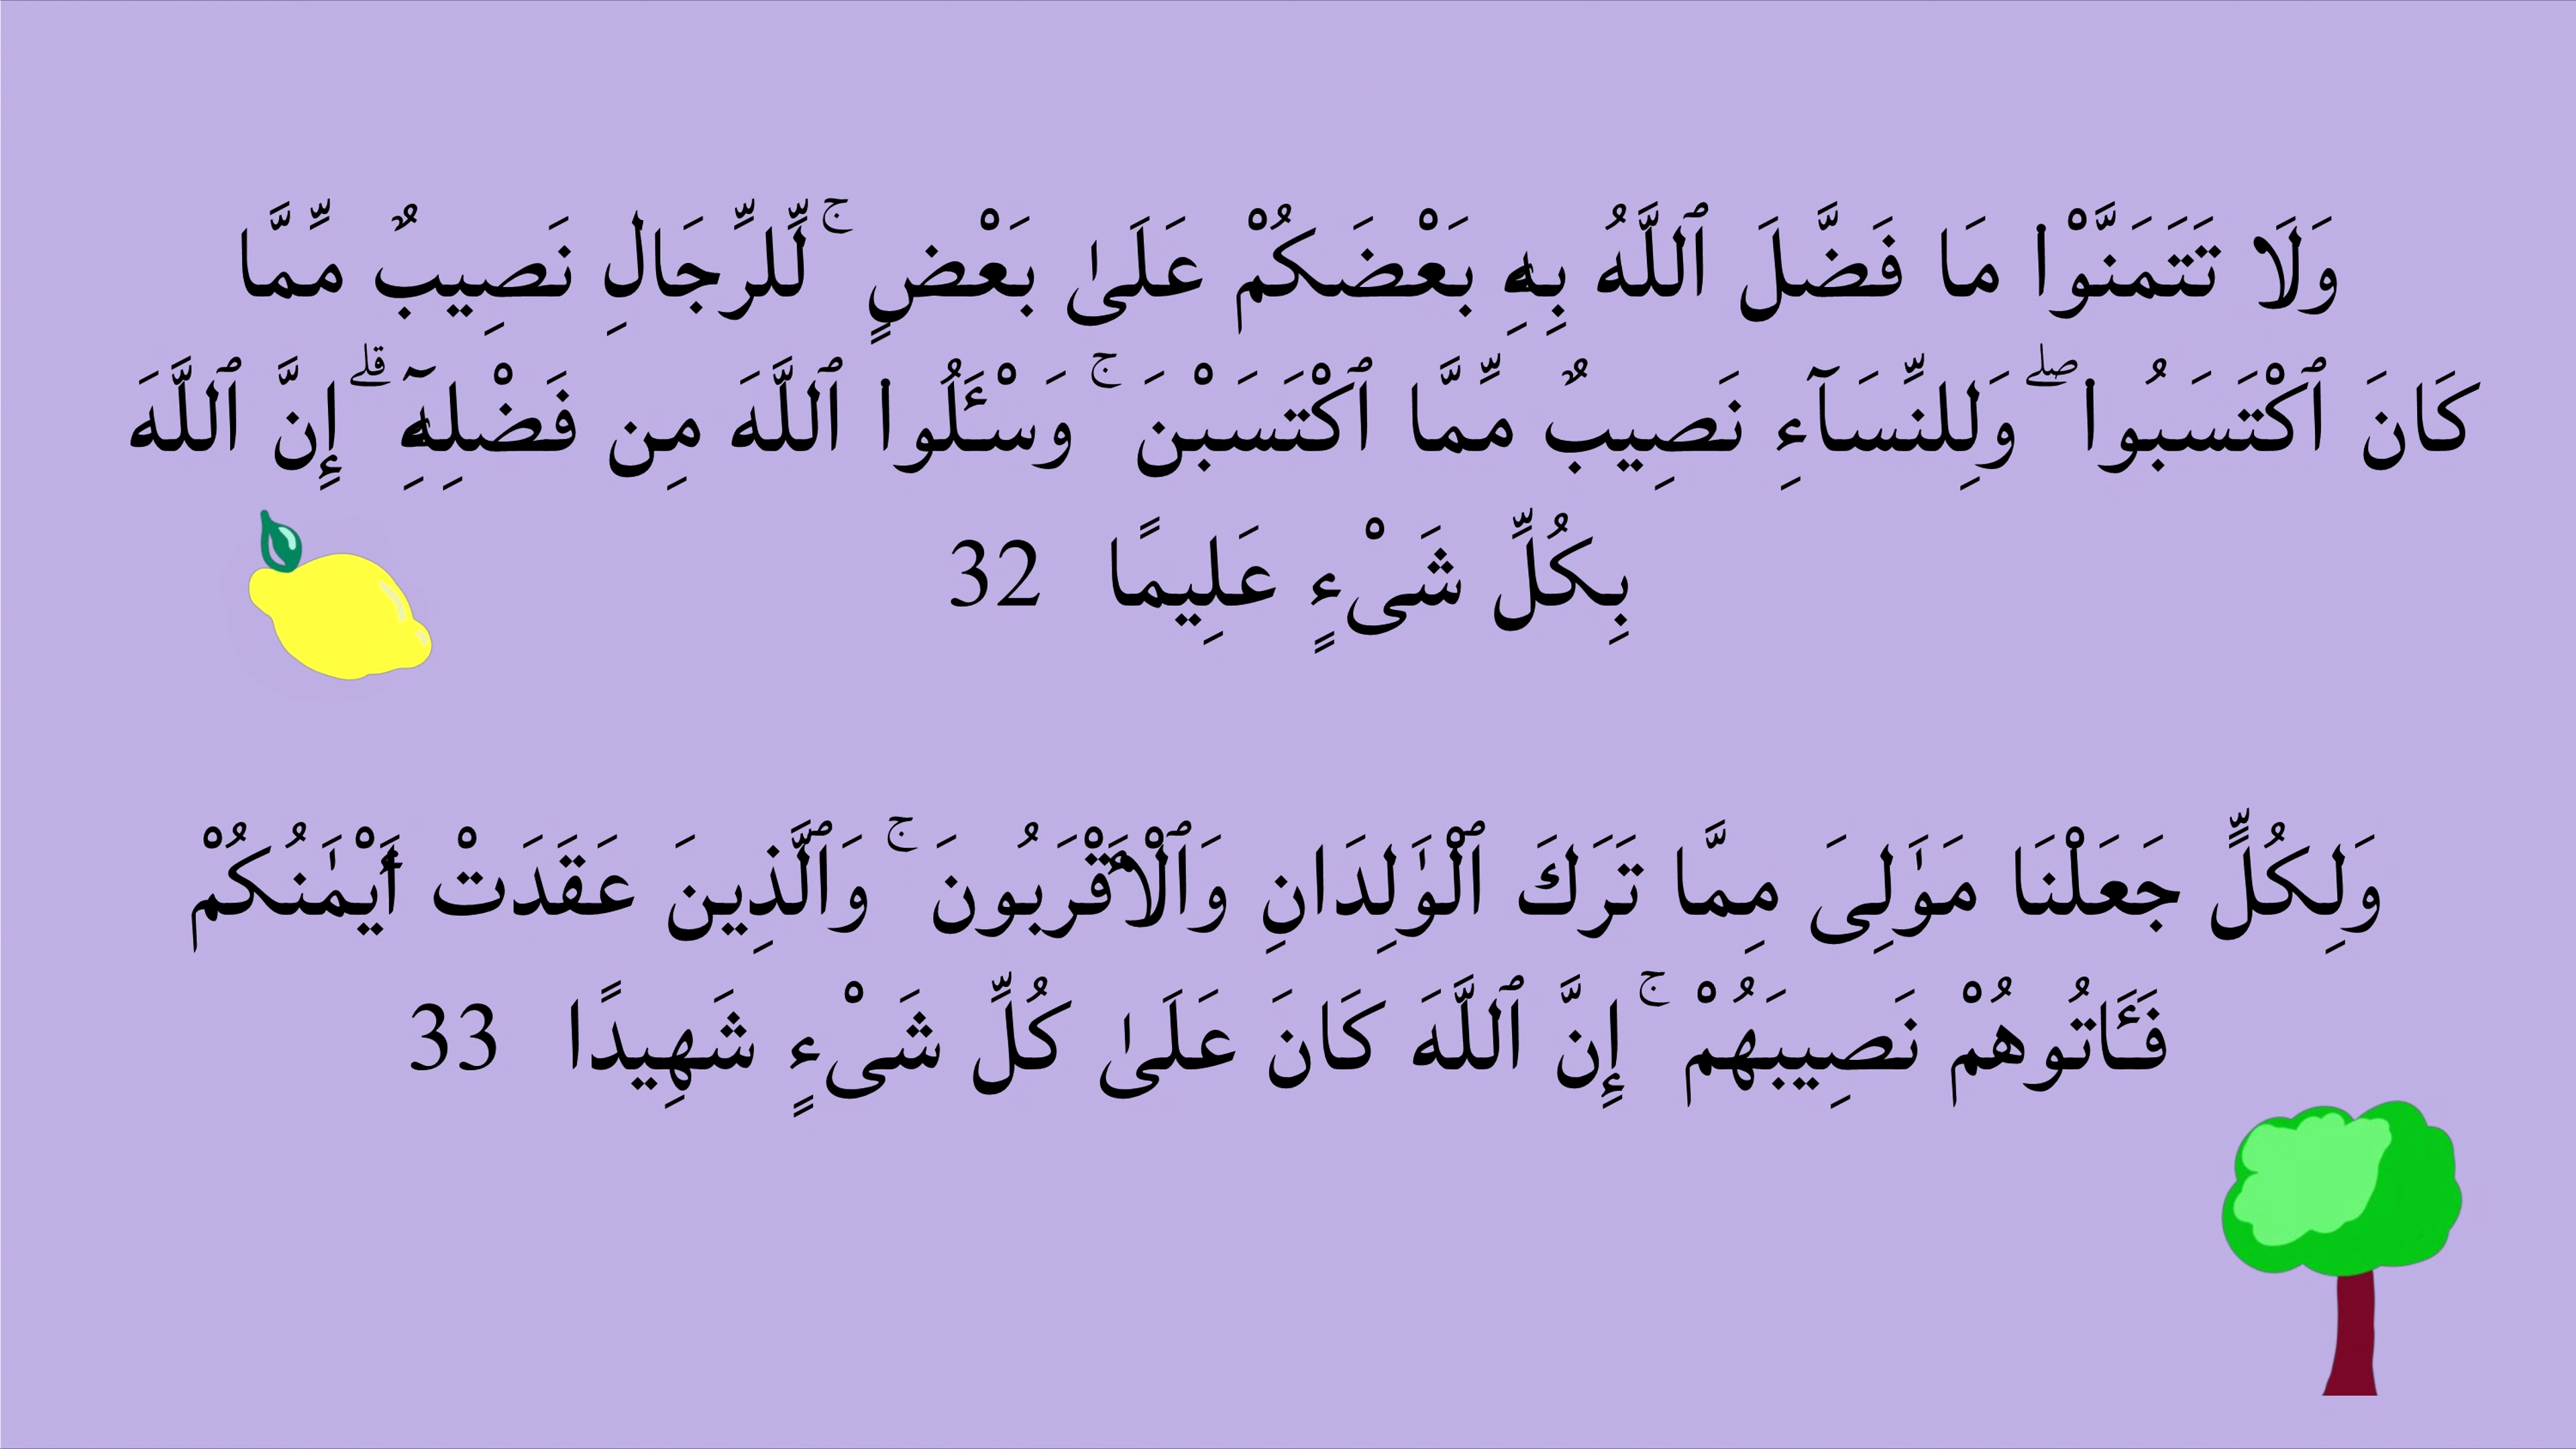 وَلَا تَتَمَنَّوْا مَا فَضَّلَ ٱللَّهُ بِهِۦ بَعْضَكُمْ عَلَىٰ بَعْضٍ ۚ لِّلرِّجَالِ نَصِيبٌ مِّمَّا
كَانَ ٱكْتَسَبُوا ۖ وَلِلنِّسَآءِ نَصِيبٌ مِّمَّا ٱكْتَسَبْنَ ۚ وَسْـَٔلُوا ٱللَّهَ مِن فَضْلِهِۦٓ ۗ إِنَّ ٱللَّهَ
بِكُلِّ شَىْءٍ عَلِيمًا 32
وَلِكُلٍّ جَعَلْنَا مَوَٰلِىَ مِمَّا تَرَكَ ٱلْوَٰلِدَانِ وَٱلْأَقْرَبُونَ ۚ وَٱلَّذِينَ عَقَدَتْ أَيْمَٰنُكُمْ
فَـَٔاتُوهُمْ نَصِيبَهُمْ ۚ إِنَّ ٱللَّهَ كَانَ عَلَىٰ كُلِّ شَىْءٍ شَهِيدًا 33